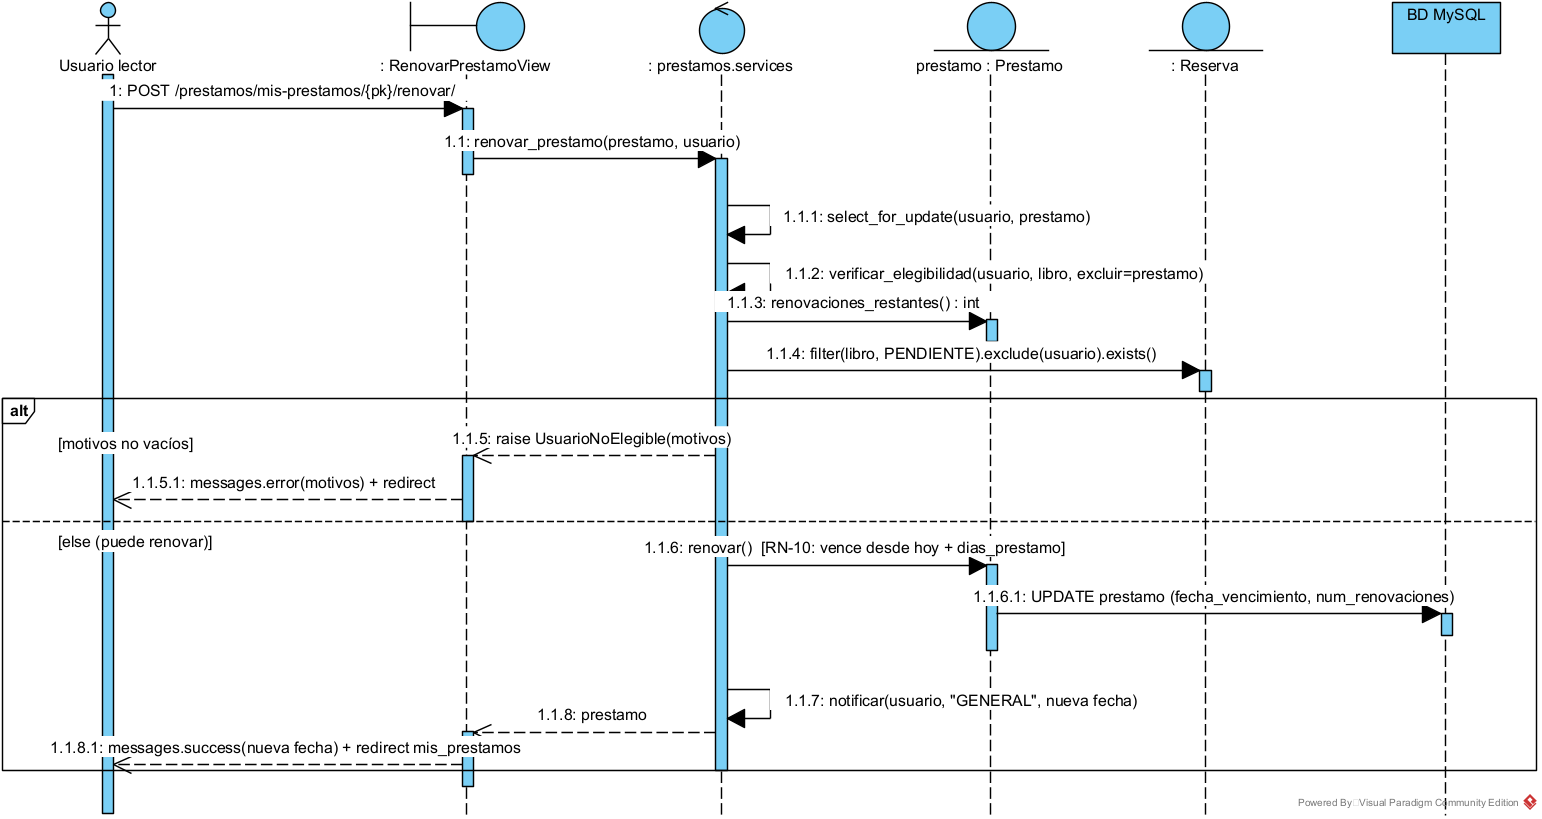 Usuario lector
: RenovarPrestamoView
: prestamos.services
prestamo : Prestamo
: Reserva
BD MySQL
1: POST /prestamos/mis-prestamos/{pk}/renovar/
1.1: renovar_prestamo(prestamo, usuario)
1.1.1: select_for_update(usuario, prestamo)
1.1.2: verificar_elegibilidad(usuario, libro, excluir=prestamo)
1.1.3: renovaciones_restantes() : int
1.1.4: filter(libro, PENDIENTE).exclude(usuario).exists()
alt
[motivos no vacíos]
1.1.5: raise UsuarioNoElegible(motivos)
1.1.5.1: messages.error(motivos) + redirect
[else (puede renovar)]
1.1.6: renovar() [RN-10: vence desde hoy + dias_prestamo]
1.1.6.1: UPDATE prestamo (fecha_vencimiento, num_renovaciones)
1.1.7: notificar(usuario, "GENERAL", nueva fecha)
1.1.8: prestamo
1.1.8.1: messages.success(nueva fecha) + redirect mis_prestamos
Powered By Visual Paradigm Community Edition